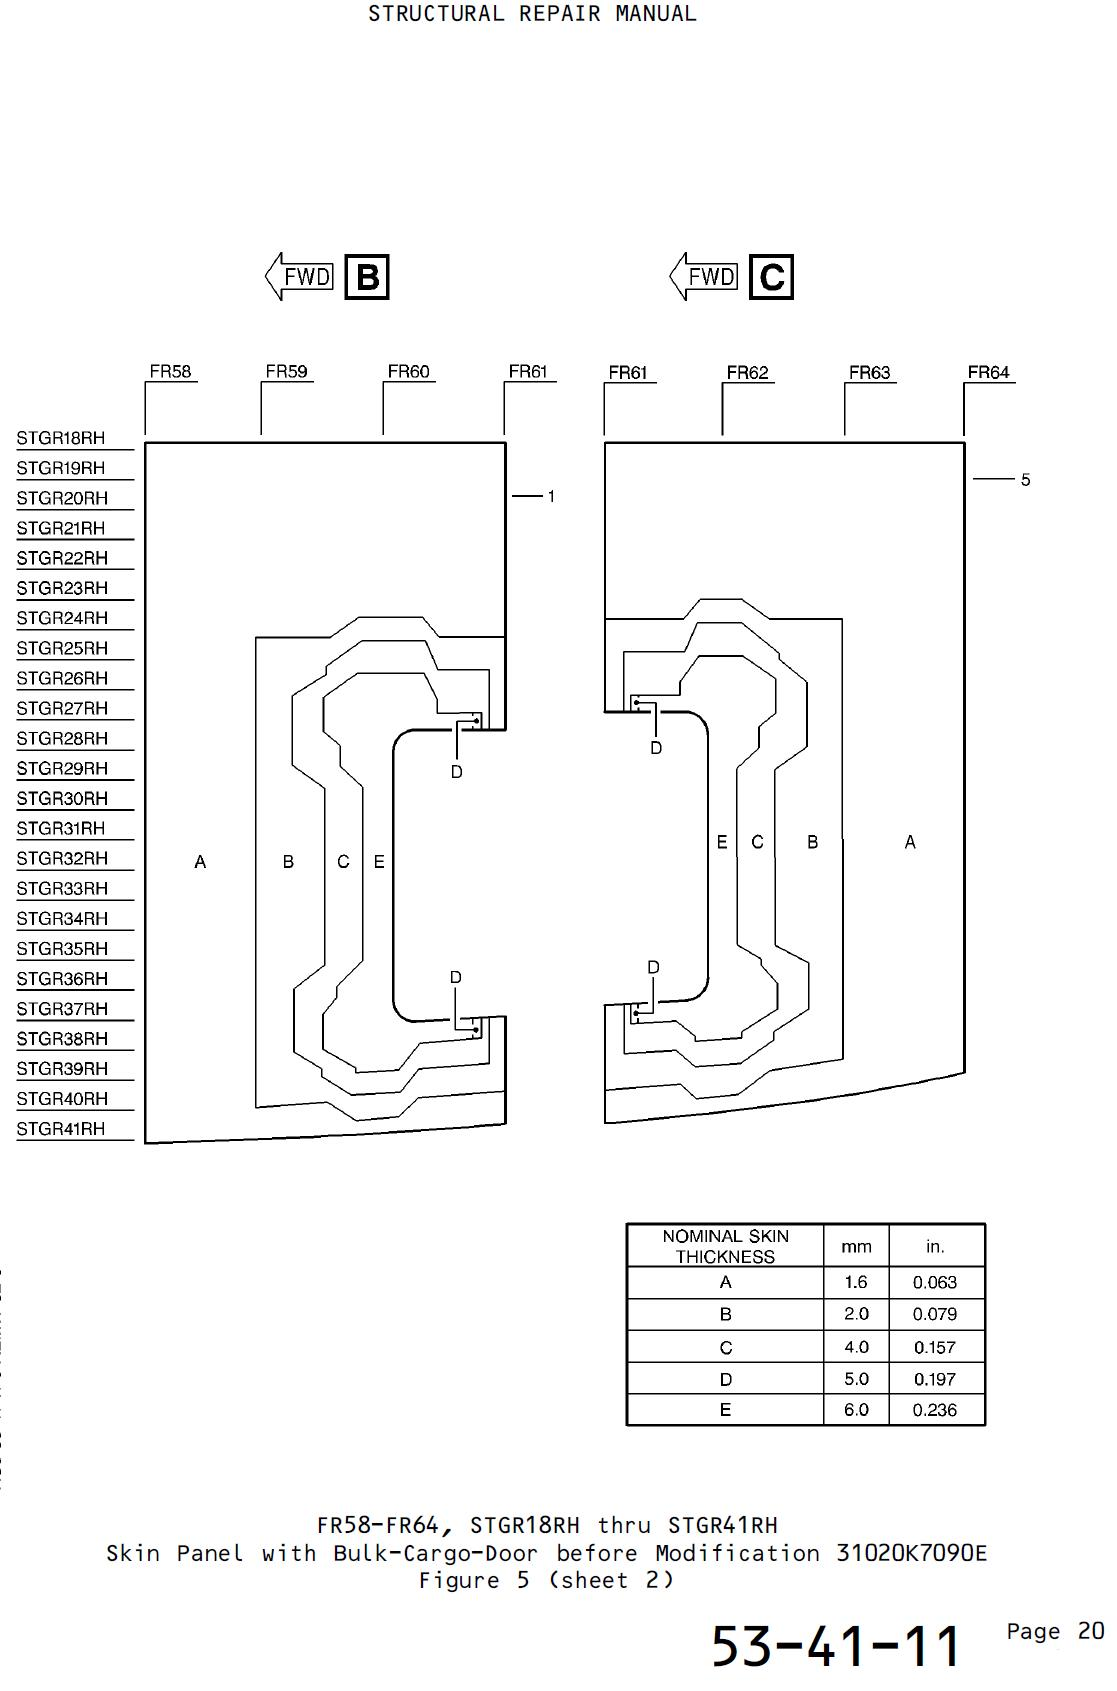 STRUCTURAL REPAIR MANUAL
FWD B
FWD C
FR58 FR59 FR60 FR61
FR61 FR62 FR63 FR64
STGR18RH
STGR19RH
STGR20RH
STGR21RH
STGR22RH
STGR23RH
STGR24RH
STGR25RH
STGR26RH
STGR27RH
STGR28RH
STGR29RH
STGR30RH
STGR31RH
STGR32RH
STGR33RH
STGR34RH
STGR35RH
STGR36RH
STGR37RH
STGR38RH
STGR39RH
STGR40RH
STGR41RH
1
5
D
D
A B C E
E C B A
D
D
NOMINAL SKIN THICKNESS mm in.
A 1.6 0.063
B 2.0 0.079
C 4.0 0.157
D 5.0 0.197
E 6.0 0.236
FR58-FR64, STGR18RH thru STGR41RH
Skin Panel with Bulk-Cargo-Door before Modification 31020K7090E
Figure 5 (sheet 2)
53-41-11 Page 20